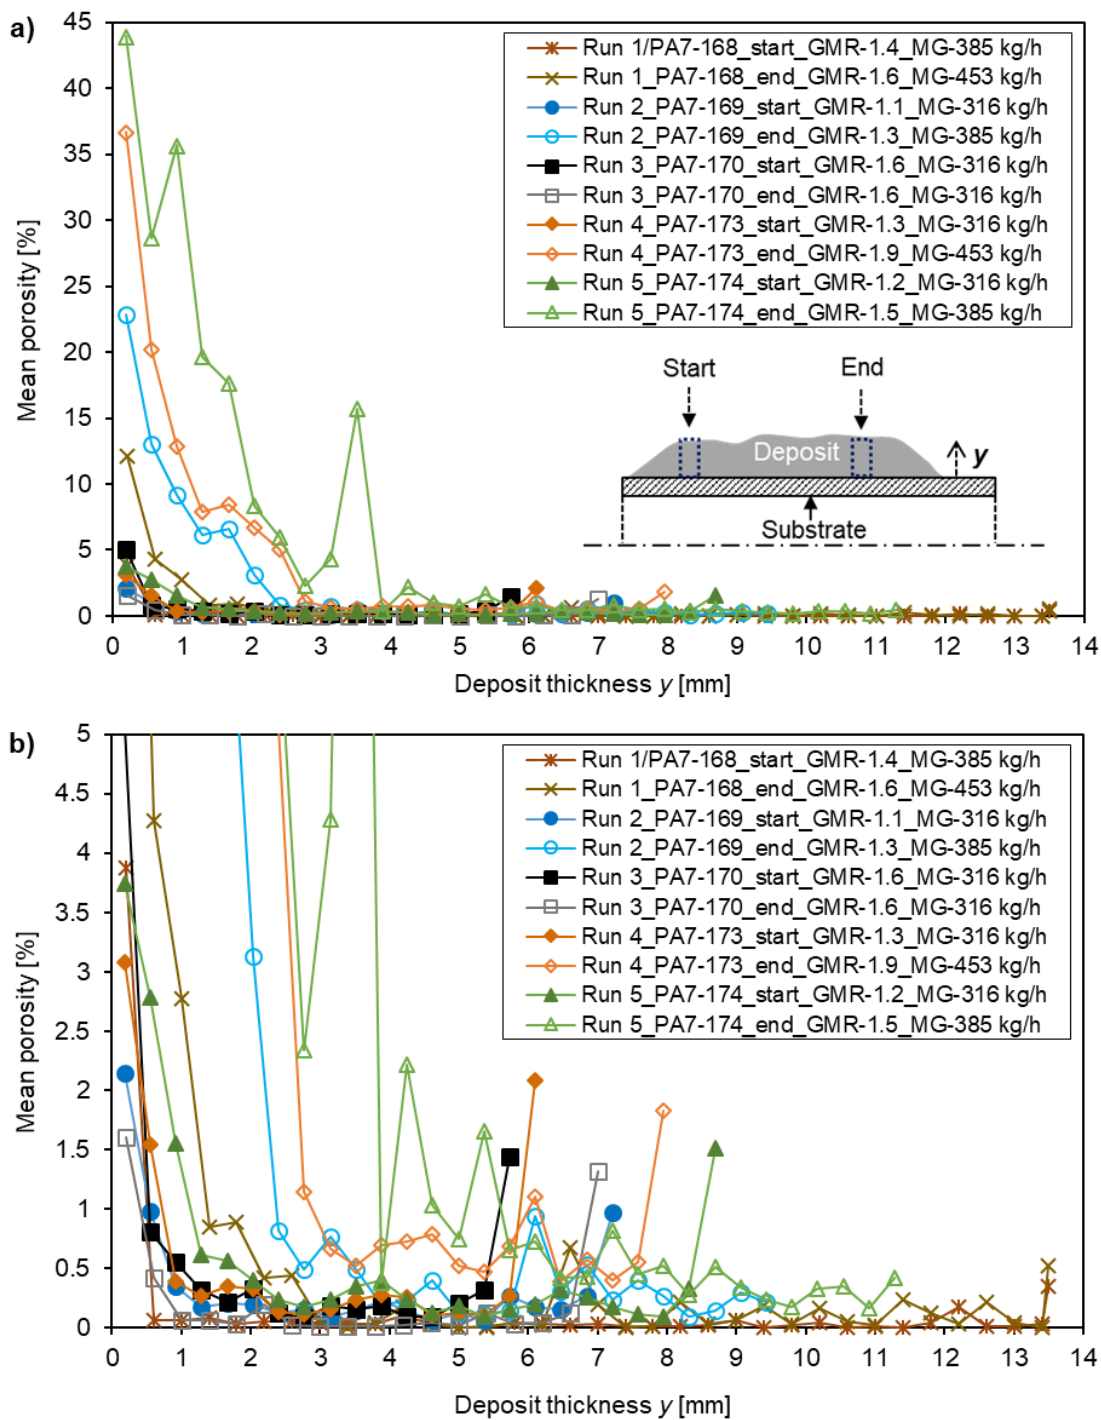 a)
45
40
35
30
25
20
15
10
5
0
Mean porosity [%]
Run 1/PA7-168_start_GMR-1.4_MG-385 kg/h
Run 1_PA7-168_end_GMR-1.6_MG-453 kg/h
Run 2_PA7-169_start_GMR-1.1_MG-316 kg/h
Run 2_PA7-169_end_GMR-1.3_MG-385 kg/h
Run 3_PA7-170_start_GMR-1.6_MG-316 kg/h
Run 3_PA7-170_end_GMR-1.6_MG-316 kg/h
Run 4_PA7-173_start_GMR-1.3_MG-316 kg/h
Run 4_PA7-173_end_GMR-1.9_MG-453 kg/h
Run 5_PA7-174_start_GMR-1.2_MG-316 kg/h
Run 5_PA7-174_end_GMR-1.5_MG-385 kg/h
Start End
Deposit y
Substrate
0 1 2 3 4 5 6 7 8 9 10 11 12 13 14
Deposit thickness y [mm]
b)
5
4.5
4
3.5
3
2.5
2
1.5
1
0.5
0
Mean porosity [%]
Run 1/PA7-168_start_GMR-1.4_MG-385 kg/h
Run 1_PA7-168_end_GMR-1.6_MG-453 kg/h
Run 2_PA7-169_start_GMR-1.1_MG-316 kg/h
Run 2_PA7-169_end_GMR-1.3_MG-385 kg/h
Run 3_PA7-170_start_GMR-1.6_MG-316 kg/h
Run 3_PA7-170_end_GMR-1.6_MG-316 kg/h
Run 4_PA7-173_start_GMR-1.3_MG-316 kg/h
Run 4_PA7-173_end_GMR-1.9_MG-453 kg/h
Run 5_PA7-174_start_GMR-1.2_MG-316 kg/h
Run 5_PA7-174_end_GMR-1.5_MG-385 kg/h
0 1 2 3 4 5 6 7 8 9 10 11 12 13 14
Deposit thickness y [mm]